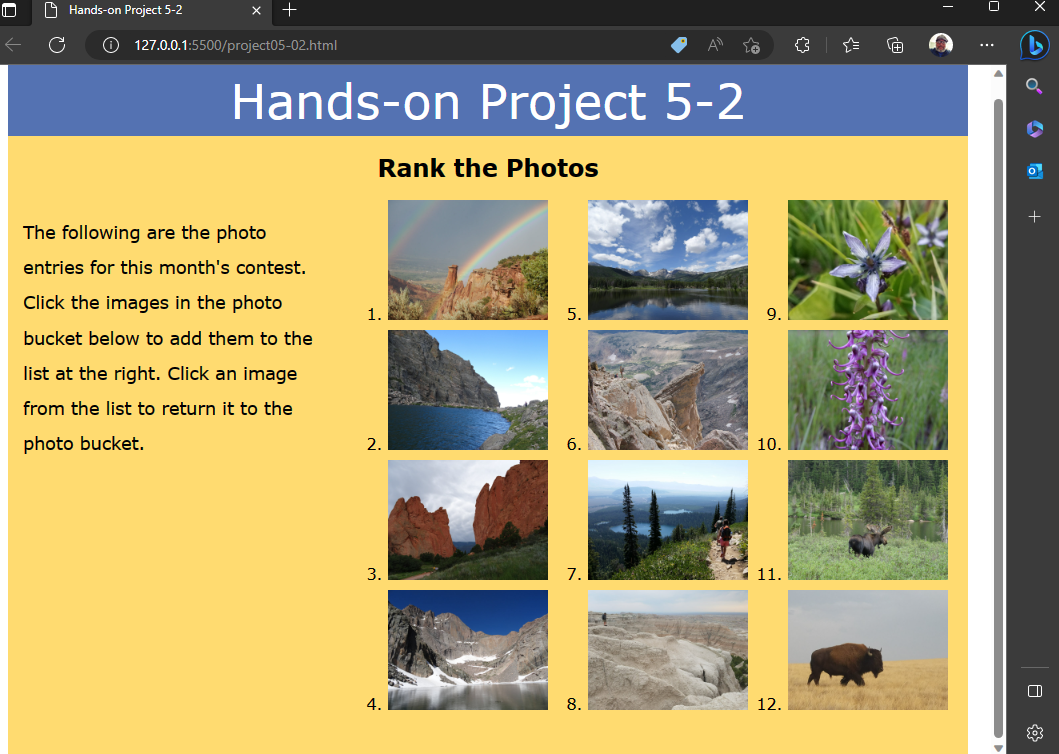 Hands-on Project 5-2
127.0.0.1:5500/project05-02.html
Hands-on Project 5-2
Rank the Photos
The following are the photo
entries for this month's contest.
Click the images in the photo
bucket below to add them to the
list at the right. Click an image
from the list to return it to the
photo bucket.
1.
2.
3.
4.
5.
6.
7.
8.
9.
10.
11.
12.